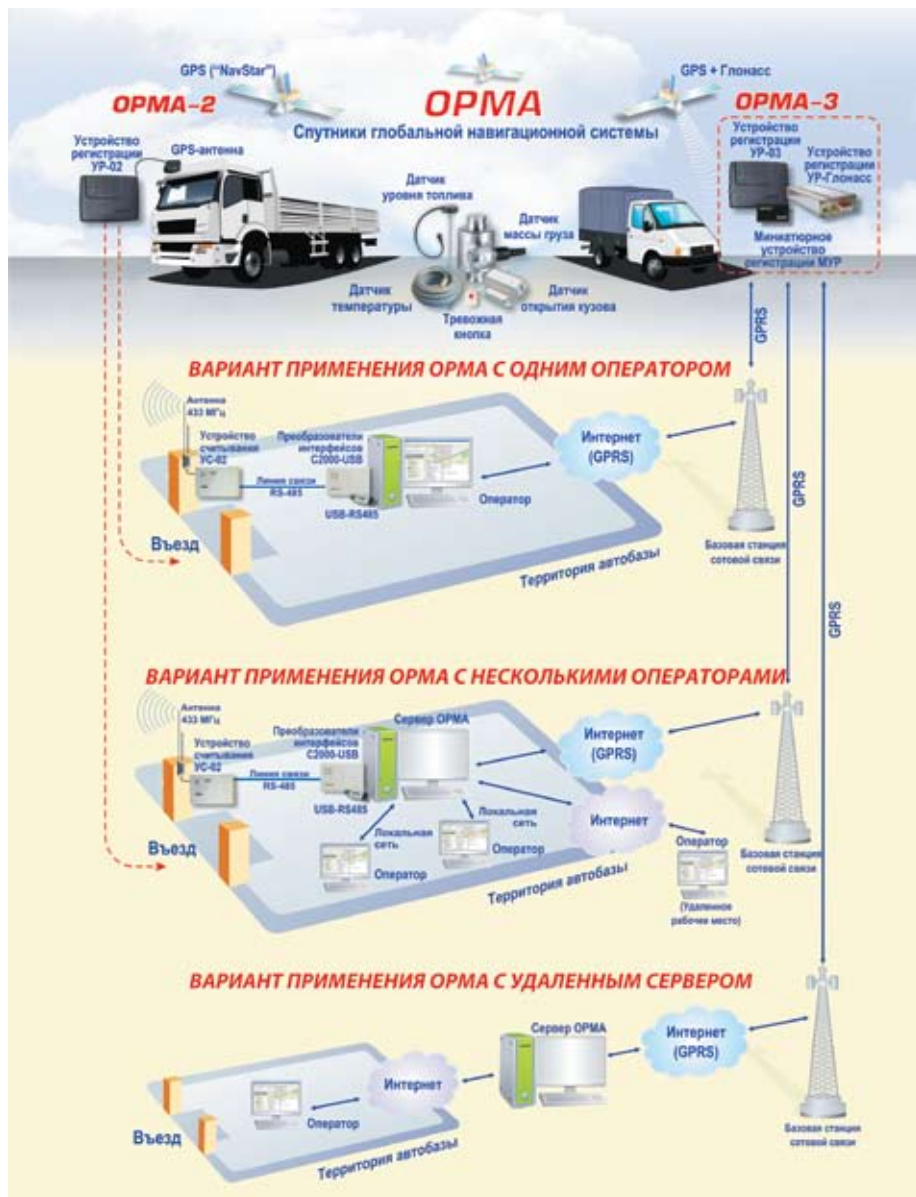 GPS ("NavStar")
ОРМА
GPS + Глонасс
ОРМА-2
ОРМА-3
Спутники глобальной навигационной системы
Устройство
регистрации
УР-02
GPS-антенна
Датчик
уровня топлива
Датчик
массы груза
Датчик
температуры
Тревожная
кнопка
Датчик
открытия кузова
Устройство
регистрации
УР-03
Устройство
регистрации
УР-Глонасс
Миниатюрное
устройство
регистрации МУР
GPRS
GPRS
GPRS
ВАРИАНТ ПРИМЕНЕНИЯ ОРМА С ОДНИМ ОПЕРАТОРОМ
Антенна
433 МГц
Устройство
считывания
УС-02
Преобразователи
интерфейсов
С2000-USB
Линия связи
RS-485
USB-RS485
Оператор
Интернет
(GPRS)
Въезд
Территория автобазы
Базовая станция
сотовой связи
ВАРИАНТ ПРИМЕНЕНИЯ ОРМА С НЕСКОЛЬКИМИ ОПЕРАТОРАМИ
Антенна
433 МГц
Устройство
считывания
УС-02
Преобразователи
интерфейсов
С2000-USB
Сервер ОРМА
Линия связи
RS-485
USB-RS485
Интернет
(GPRS)
Локальная
сеть
Локальная
сеть
Интернет
Оператор
Оператор
Оператор
(Удаленное
рабочее место)
Въезд
Территория автобазы
Базовая станция
сотовой связи
ВАРИАНТ ПРИМЕНЕНИЯ ОРМА С УДАЛЕННЫМ СЕРВЕРОМ
Сервер ОРМА
Интернет
(GPRS)
Интернет
Оператор
Въезд
Территория автобазы
Базовая станция
сотовой связи